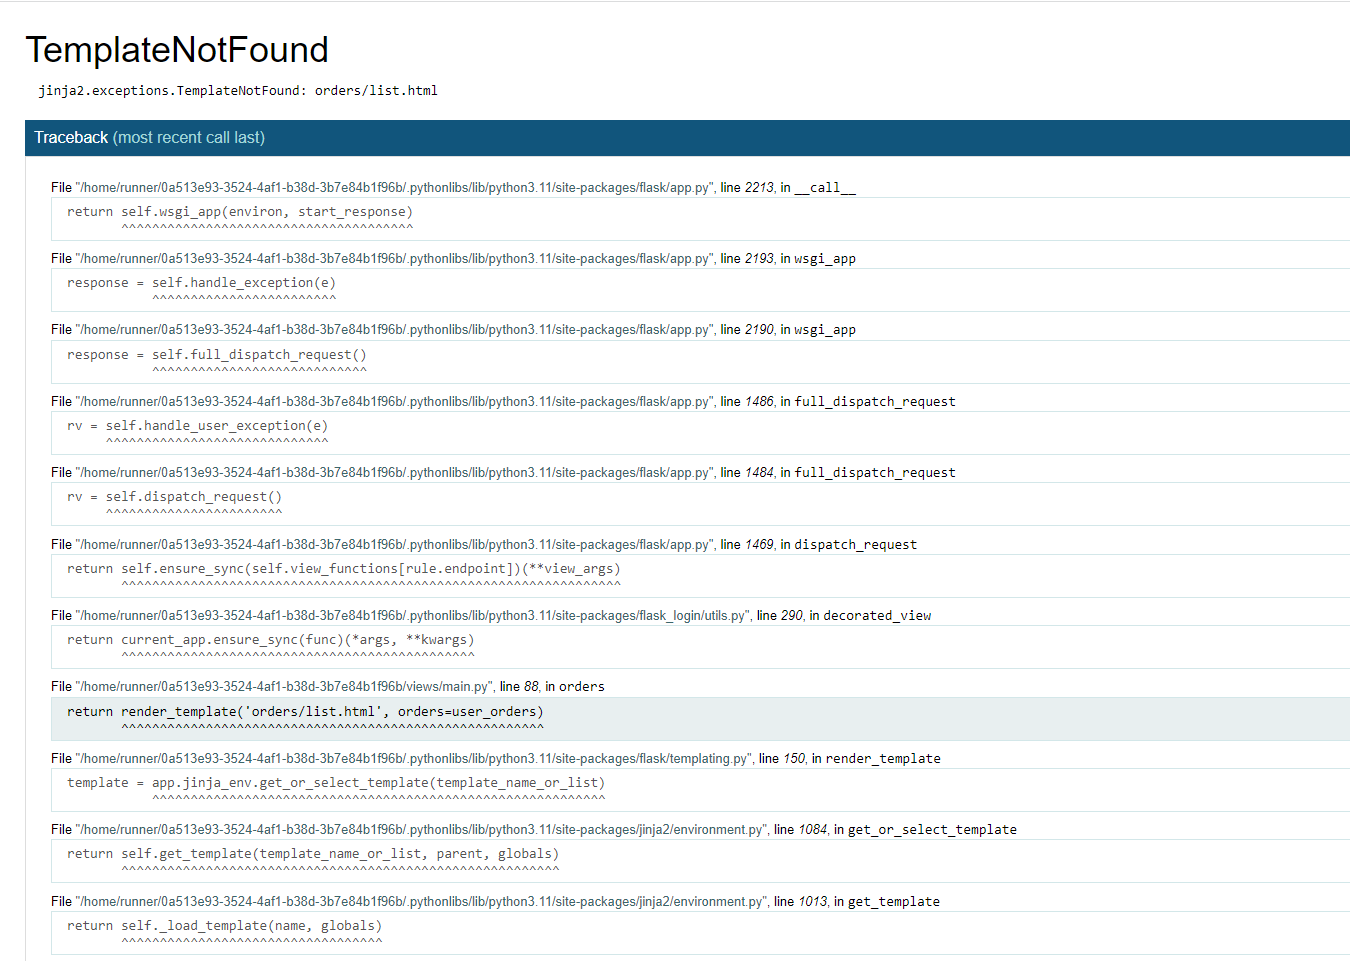 TemplateNotFound
jinja2.exceptions.TemplateNotFound: orders/list.html
Traceback (most recent call last)
File "/home/runner/0a513e93-3524-4af1-b38d-3b7e84b1f96b/.pythonlibs/lib/python3.11/site-packages/flask/app.py", line 2213, in __call__
return self.wsgi_app(environ, start_response)
^^^^^^^^^^^^^^^^^^^^^^^^^^^^^^^^^^^^^^
File "/home/runner/0a513e93-3524-4af1-b38d-3b7e84b1f96b/.pythonlibs/lib/python3.11/site-packages/flask/app.py", line 2193, in wsgi_app
response = self.handle_exception(e)
^^^^^^^^^^^^^^^^^^^^^^^^
File "/home/runner/0a513e93-3524-4af1-b38d-3b7e84b1f96b/.pythonlibs/lib/python3.11/site-packages/flask/app.py", line 2190, in wsgi_app
response = self.full_dispatch_request()
^^^^^^^^^^^^^^^^^^^^^^^^^^^^
File "/home/runner/0a513e93-3524-4af1-b38d-3b7e84b1f96b/.pythonlibs/lib/python3.11/site-packages/flask/app.py", line 1486, in full_dispatch_request
rv = self.handle_user_exception(e)
^^^^^^^^^^^^^^^^^^^^^^^^^^^^^
File "/home/runner/0a513e93-3524-4af1-b38d-3b7e84b1f96b/.pythonlibs/lib/python3.11/site-packages/flask/app.py", line 1484, in full_dispatch_request
rv = self.dispatch_request()
^^^^^^^^^^^^^^^^^^^^^^^
File "/home/runner/0a513e93-3524-4af1-b38d-3b7e84b1f96b/.pythonlibs/lib/python3.11/site-packages/flask/app.py", line 1469, in dispatch_request
return self.ensure_sync(self.view_functions[rule.endpoint])(**view_args)
^^^^^^^^^^^^^^^^^^^^^^^^^^^^^^^^^^^^^^^^^^^^^^^^^^^^^^^^^^^^^^^^^
File "/home/runner/0a513e93-3524-4af1-b38d-3b7e84b1f96b/.pythonlibs/lib/python3.11/site-packages/flask_login/utils.py", line 290, in decorated_view
return current_app.ensure_sync(func)(*args, **kwargs)
^^^^^^^^^^^^^^^^^^^^^^^^^^^^^^^^^^^^^^^^^^^^^^
File "/home/runner/0a513e93-3524-4af1-b38d-3b7e84b1f96b/views/main.py", line 88, in orders
return render_template('orders/list.html', orders=user_orders)
^^^^^^^^^^^^^^^^^^^^^^^^^^^^^^^^^^^^^^^^^^^^^^^^^^^^^^^
File "/home/runner/0a513e93-3524-4af1-b38d-3b7e84b1f96b/.pythonlibs/lib/python3.11/site-packages/flask/templating.py", line 150, in render_template
template = app.jinja_env.get_or_select_template(template_name_or_list)
^^^^^^^^^^^^^^^^^^^^^^^^^^^^^^^^^^^^^^^^^^^^^^^^^^^^^^^^^^^
File "/home/runner/0a513e93-3524-4af1-b38d-3b7e84b1f96b/.pythonlibs/lib/python3.11/site-packages/jinja2/environment.py", line 1084, in get_or_select_template
return self.get_template(template_name_or_list, parent, globals)
^^^^^^^^^^^^^^^^^^^^^^^^^^^^^^^^^^^^^^^^^^^^^^^^^^^^^^^^^
File "/home/runner/0a513e93-3524-4af1-b38d-3b7e84b1f96b/.pythonlibs/lib/python3.11/site-packages/jinja2/environment.py", line 1013, in get_template
return self._load_template(name, globals)
^^^^^^^^^^^^^^^^^^^^^^^^^^^^^^^^^^